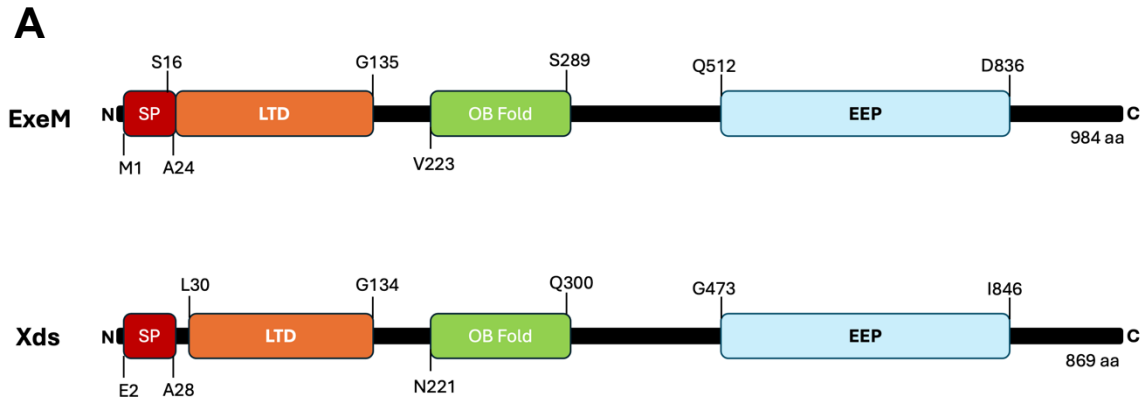 A
S16 G135 S289 Q512 D836
ExeM N SP LTD OB Fold EEP C
984 aa
M1 A24 V223
L30 G134 Q300 G473 I846
Xds N SP LTD OB Fold EEP C
869 aa
E2 A28 N221